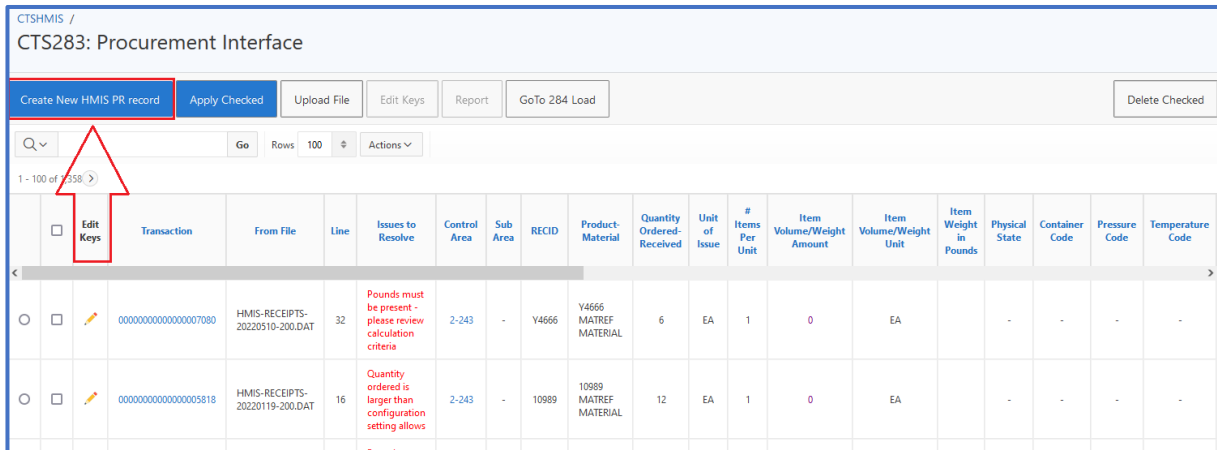 CTSHMIS /
CTS283: Procurement Interface
Create New HMIS PR record Apply Checked Upload File Edit Keys Report GoTo 284 Load Delete Checked
Go Rows 100 Actions
1 - 100 of 1,358
Edit Keys Transaction From File Line Issues to Resolve Control Area Sub Area RECID Product-Material Quantity Ordered-Received Unit of Issue # Items Per Unit Item Volume/Weight Amount Item Volume/Weight Unit Item Weight in Pounds Physical State Container Code Pressure Code Temperature Code
00000000000000007080 HMIS-RECEIPTS-20220510-200.DAT 32 Pounds must be present - please review calculation criteria 2-243 - Y4666 Y4666 MATREF MATERIAL 6 EA 1 0 EA - - - -
00000000000000005818 HMIS-RECEIPTS-20220119-200.DAT 16 Quantity ordered is larger than configuration setting allows 2-243 - 10989 10989 MATREF MATERIAL 12 EA 1 0 EA - - - -